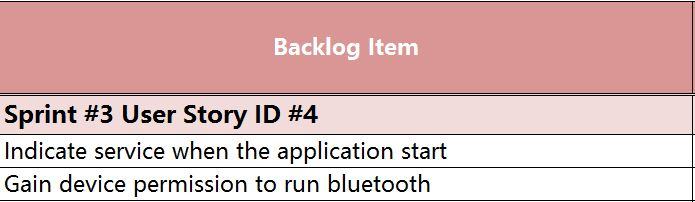 Backlog Item
Sprint #3 User Story ID #4
Indicate service when the application start
Gain device permission to run bluetooth